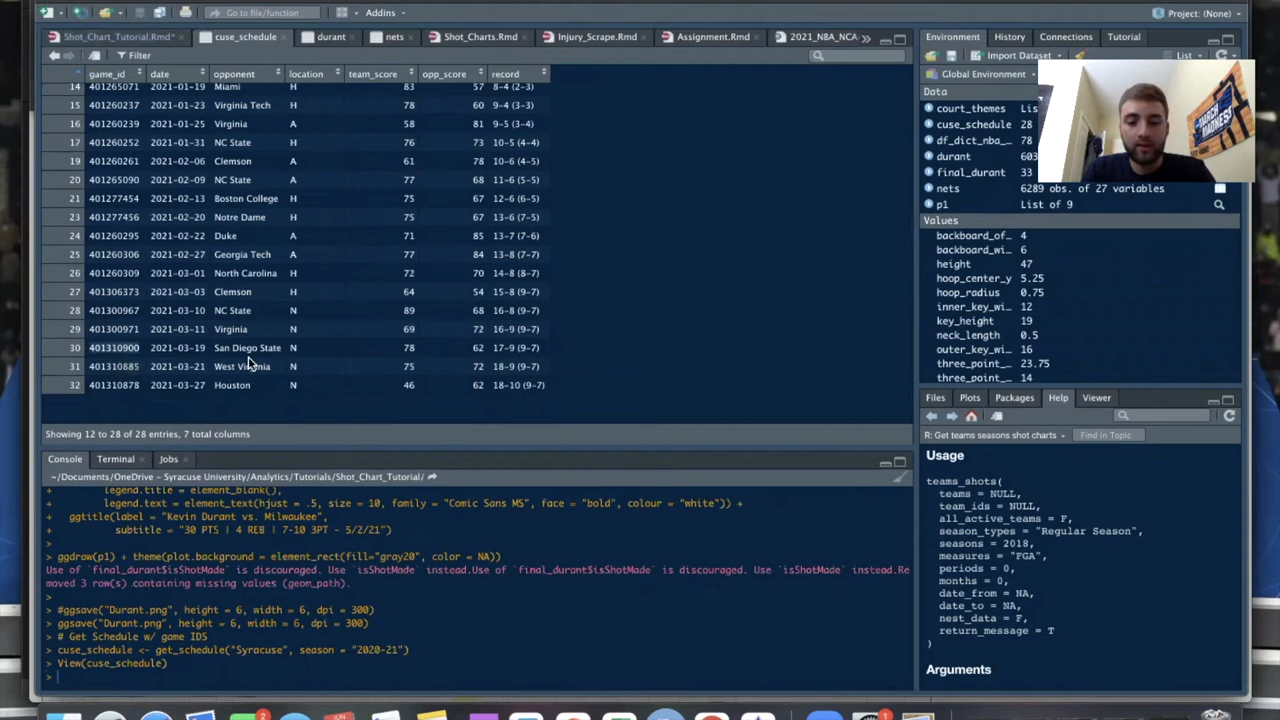 Go to file/function
Addins
Project: (None)
Shot_Charts_Tutorial.Rmd*
cuse_schedule
durant
nets
Shot_Charts.Rmd
Injury_Scrape.Rmd
Assignment.Rmd
2021_NBA_NCA
Filter
game_id date opponent location team_score opp_score record
14 401265071 2021-01-19 Miami H 83 57 8-4 (2-3)
15 401260237 2021-01-23 Virginia Tech H 78 60 9-4 (3-3)
16 401260239 2021-01-25 Virginia A 58 81 9-5 (3-4)
17 401260252 2021-01-31 NC State H 76 73 10-5 (4-4)
19 401260261 2021-02-06 Clemson A 61 78 10-6 (4-5)
20 401265090 2021-02-09 NC State A 77 68 11-6 (5-5)
21 401277454 2021-02-13 Boston College H 75 67 12-6 (6-5)
23 401277456 2021-02-20 Notre Dame H 75 67 13-6 (7-5)
24 401260295 2021-02-22 Duke A 71 85 13-7 (7-6)
25 401260306 2021-02-27 Georgia Tech A 77 84 13-8 (7-7)
26 401260309 2021-03-01 North Carolina H 72 70 14-8 (8-7)
27 401306373 2021-03-03 Clemson H 64 54 15-8 (9-7)
28 401300967 2021-03-10 NC State N 89 68 16-8 (9-7)
29 401300971 2021-03-11 Virginia N 69 72 16-9 (9-7)
30 401310900 2021-03-19 San Diego State N 78 62 17-9 (9-7)
31 401310885 2021-03-21 West Virginia N 75 72 18-9 (9-7)
32 401310878 2021-03-27 Houston N 46 62 18-10 (9-7)
Showing 12 to 28 of 28 entries, 7 total columns
Console Terminal Jobs
~/Documents/OneDrive – Syracuse University/Analytics/Tutorials/Shot_Chart_Tutorial/
+ legend.title = element_blank(),
+ legend.text = element_text(hjust = .5, size = 10, family = "Comic Sans MS", face = "bold", colour = "white")) +
+ ggtitle(label = "Kevin Durant vs. Milwaukee",
+ subtitle = "30 PTS | 4 REB | 7-10 3PT - 5/2/21")
>
> ggdraw(p1) + theme(plot.background = element_rect(fill="gray20", color = NA))
Use of `final_durant$isShotMade` is discouraged. Use `isShotMade` instead.Use of `final_durant$isShotMade` is discouraged. Use `isShotMade` instead.Re
moved 3 row(s) containing missing values (geom_path).
>
> #ggsave("Durant.png", height = 6, width = 6, dpi = 300)
> ggsave("Durant.png", height = 6, width = 6, dpi = 300)
> # Get Schedule w/ game IDS
> cuse_schedule <- get_schedule("Syracuse", season = "2020-21")
> View(cuse_schedule)
>
Environment History Connections Tutorial
Import Dataset
List
Global Environment
Data
court_themes Lis
cuse_schedule 28
df_dict_nba_… 78
durant 603
final_durant 33
nets 6289 obs. of 27 variables
p1 List of 9
Values
backboard_of… 4
backboard_wi… 6
height 47
hoop_center_y 5.25
hoop_radius 0.75
inner_key_wi… 12
key_height 19
neck_length 0.5
outer_key_wi… 16
three_point_… 23.75
three_point_… 14
MARCH
MADNESS
Files Plots Packages Help Viewer
R: Get teams seasons shot charts
Find in Topic
Usage
teams_shots(
teams = NULL,
team_ids = NULL,
all_active_teams = F,
season_types = "Regular Season",
seasons = 2018,
measures = "FGA",
periods = 0,
months = 0,
date_from = NA,
date_to = NA,
nest_data = F,
return_message = T
)
Arguments
2
1